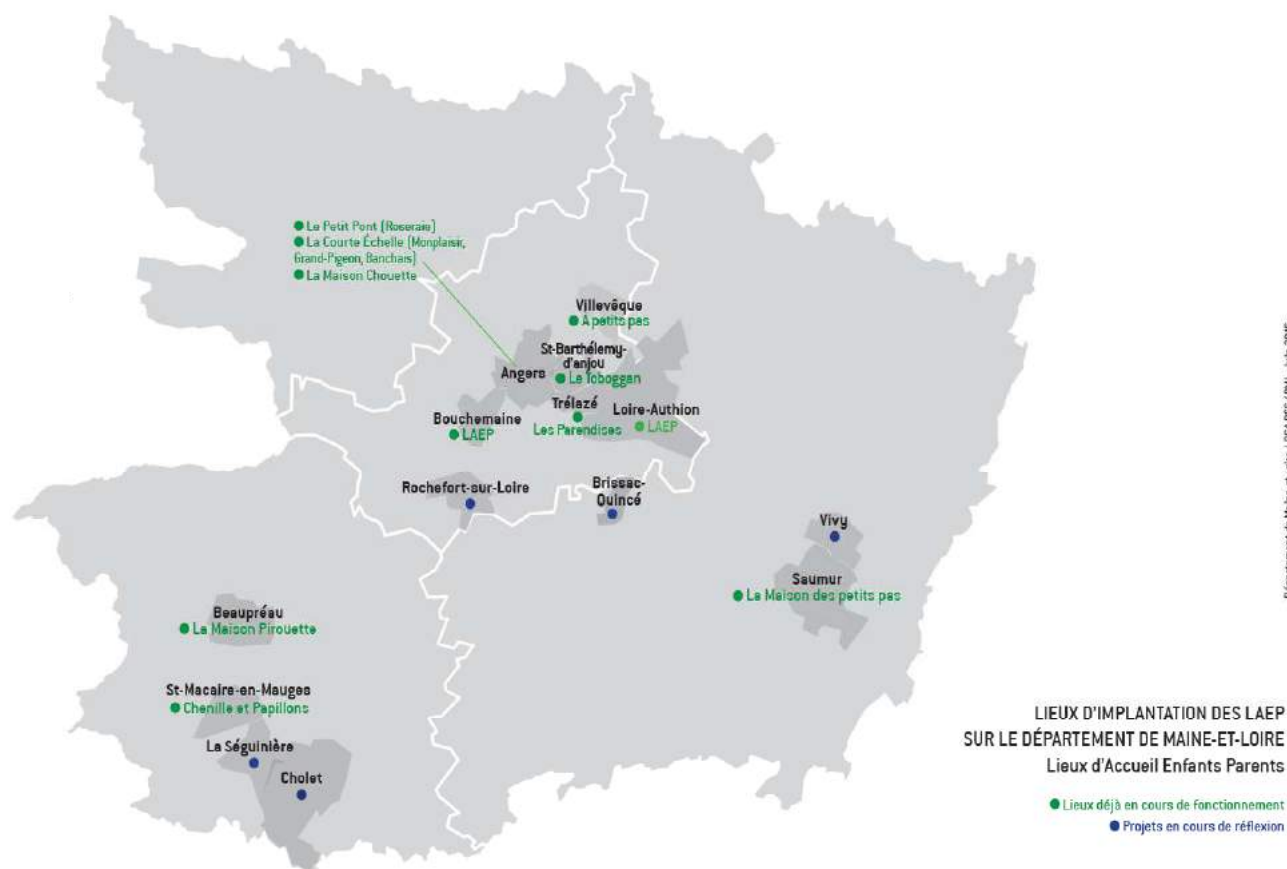 ● Le Petit Pont (Roseraie)
● La Courte Échelle (Monplaisir,
Grand-Pigeon, Banchais)
● La Maison Chouette
Villevêque
● A petits pas
St-Barthélemy-
d'anjou
● Le Toboggan
Angers
Trélazé
● Les Parendises
Loire-Authion
● LAEP
Bouchemaine
● LAEP
Rochefort-sur-Loire
Brissac-
Quincé
Vivy
Saumur
● La Maison des petits pas
Beaupréau
● La Maison Pirouette
St-Macaire-en-Mauges
● Chenille et Papillons
La Séguinière
Cholet
LIEUX D'IMPLANTATION DES LAEP
SUR LE DÉPARTEMENT DE MAINE-ET-LOIRE
Lieux d'Accueil Enfants Parents
● Lieux déjà en cours de fonctionnement
● Projets en cours de réflexion